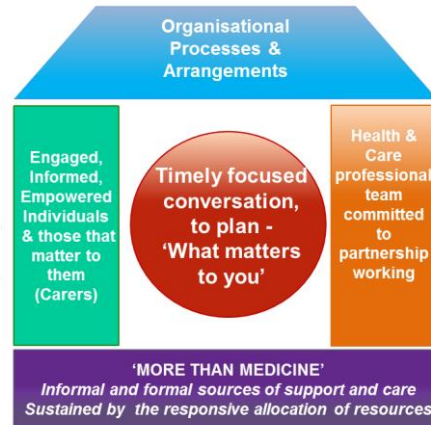 Organisational
Processes &
Arrangements
Engaged,
Informed,
Empowered
Individuals
& those that
matter to
them
(Carers)
Timely focused
conversation,
to plan -
‘What matters
to you’
Health &
Care
professional
team
committed
to
partnership
working
‘MORE THAN MEDICINE’
Informal and formal sources of support and care
Sustained by the responsive allocation of resources